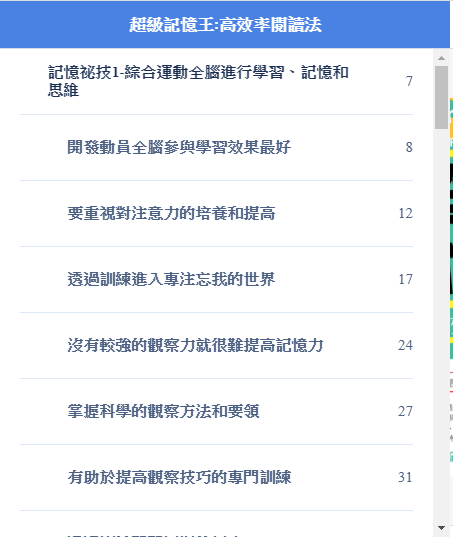 超級記憶王:高效率閱讀法
記憶祕技1-綜合運動全腦進行學習、記憶和
思維
7
開發動員全腦參與學習效果最好
8
要重視對注意力的培養和提高
12
透過訓練進入專注忘我的世界
17
沒有較強的觀察力就很難提高記憶力
24
掌握科學的觀察方法和要領
27
有助於提高觀察技巧的專門訓練
31